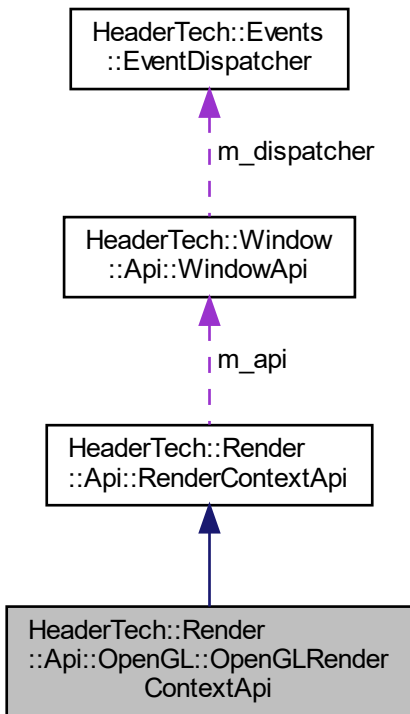 HeaderTech::Events
::EventDispatcher
m_dispatcher
HeaderTech::Window
::Api::WindowApi
m_api
HeaderTech::Render
::Api::RenderContextApi
HeaderTech::Render
::Api::OpenGL::OpenGLRender
ContextApi